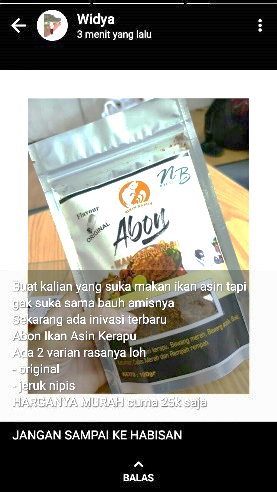 Widya
3 menit yang lalu
NB
Flavour
ORIGINAL
Abon
Buat kalian yang suka makan ikan asin tapi
gak suka sama bauh amisnya
Sekarang ada inivasi terbaru
Abon Ikan Asin Kerapu
Ada 2 varian rasanya loh
- original
- jeruk nipis
HARGANYA MURAH cuma 25k saja
JANGAN SAMPAI KE HABISAN
BALAS